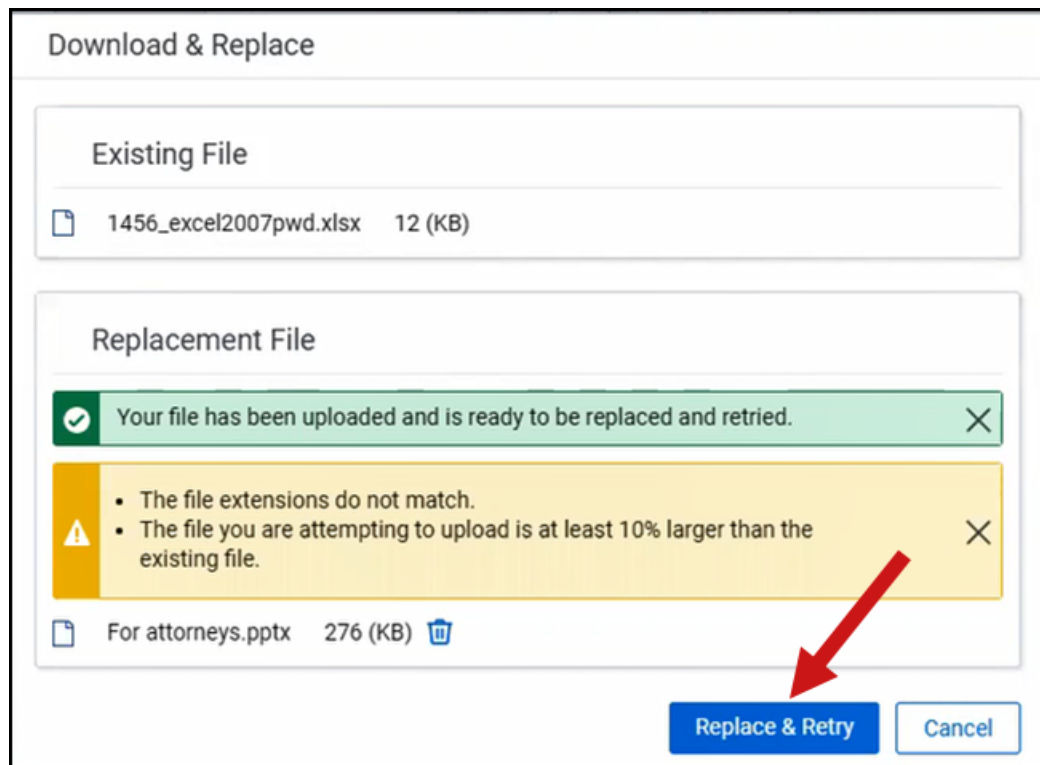 Download & Replace
Existing File
1456_excel2007pwd.xlsx 12 (KB)
Replacement File
Your file has been uploaded and is ready to be replaced and retried.
• The file extensions do not match.
• The file you are attempting to upload is at least 10% larger than the
existing file.
For attorneys.pptx 276 (KB)
Replace & Retry Cancel